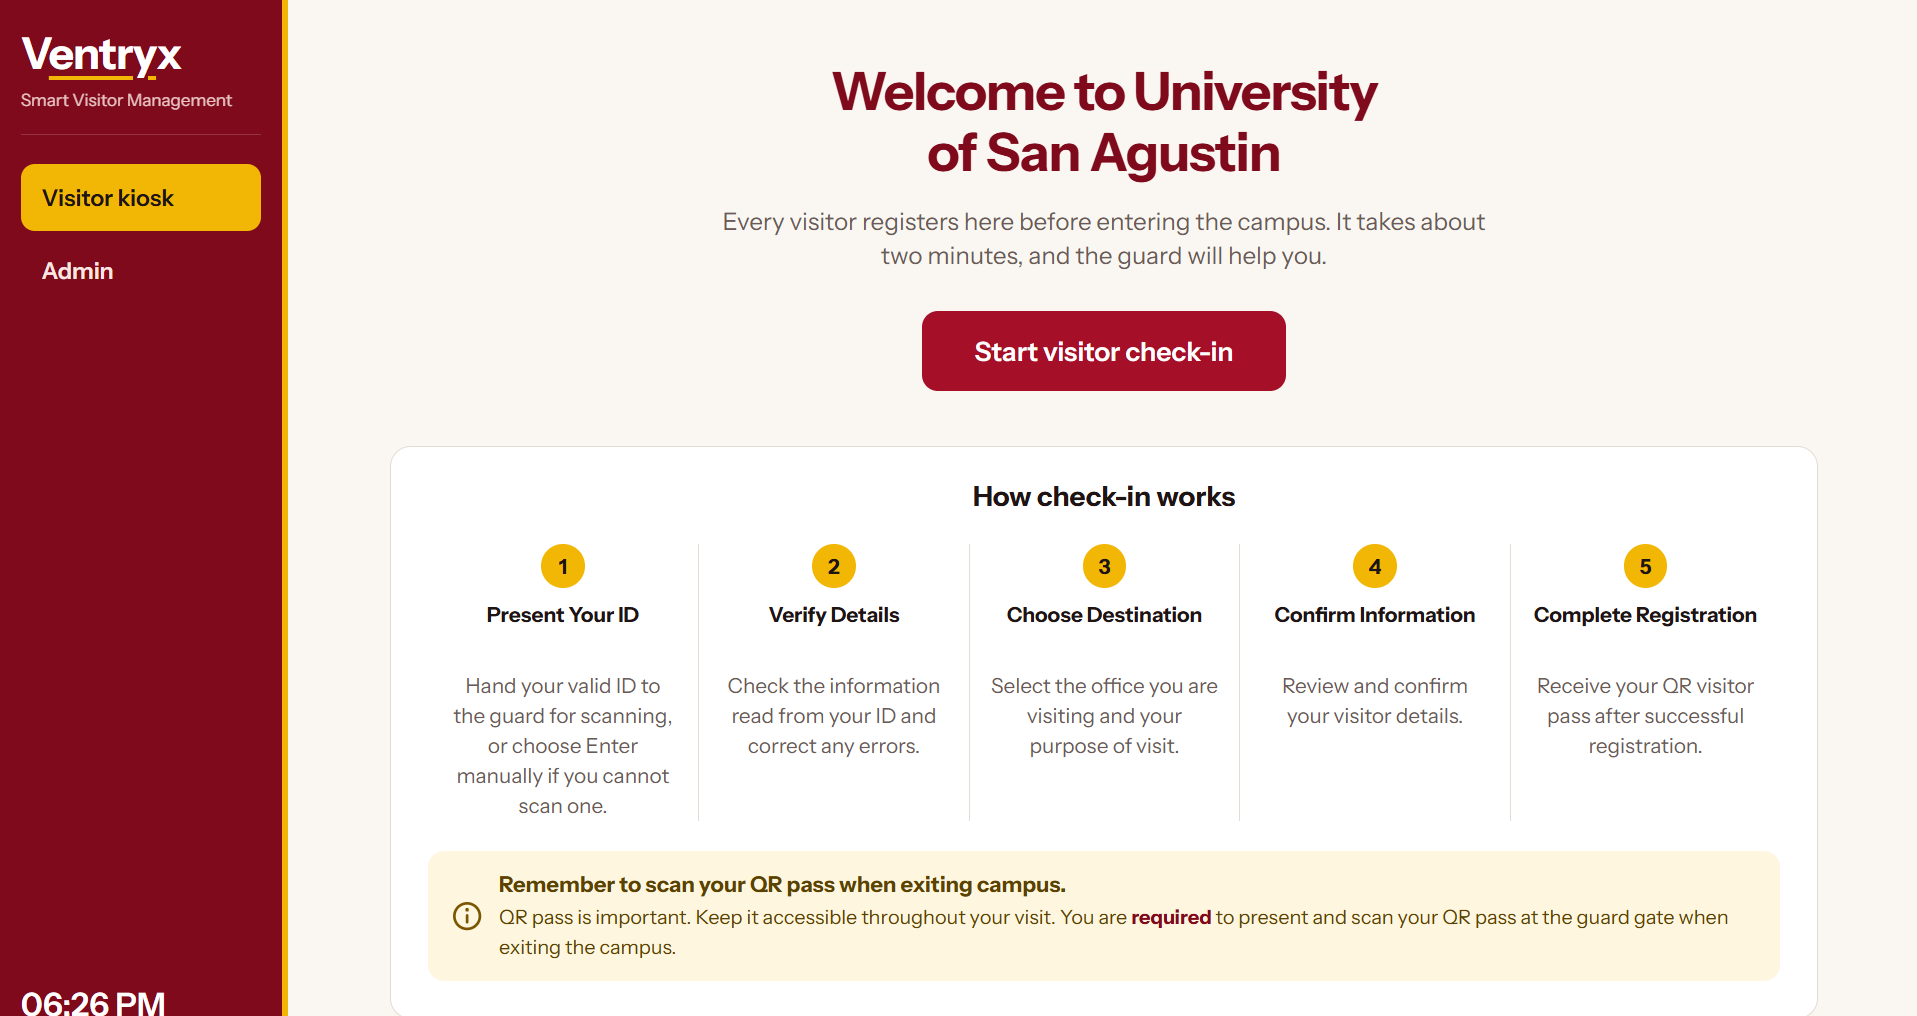 Ventryx
Smart Visitor Management
Visitor kiosk
Admin
06:26 PM
Welcome to University
of San Agustin
Every visitor registers here before entering the campus. It takes about
two minutes, and the guard will help you.
Start visitor check-in
How check-in works
1
Present Your ID
Hand your valid ID to
the guard for scanning,
or choose Enter
manually if you cannot
scan one.
2
Verify Details
Check the information
read from your ID and
correct any errors.
3
Choose Destination
Select the office you are
visiting and your
purpose of visit.
4
Confirm Information
Review and confirm
your visitor details.
5
Complete Registration
Receive your QR visitor
pass after successful
registration.
Remember to scan your QR pass when exiting campus.
QR pass is important. Keep it accessible throughout your visit. You are required to present and scan your QR pass at the guard gate when
exiting the campus.